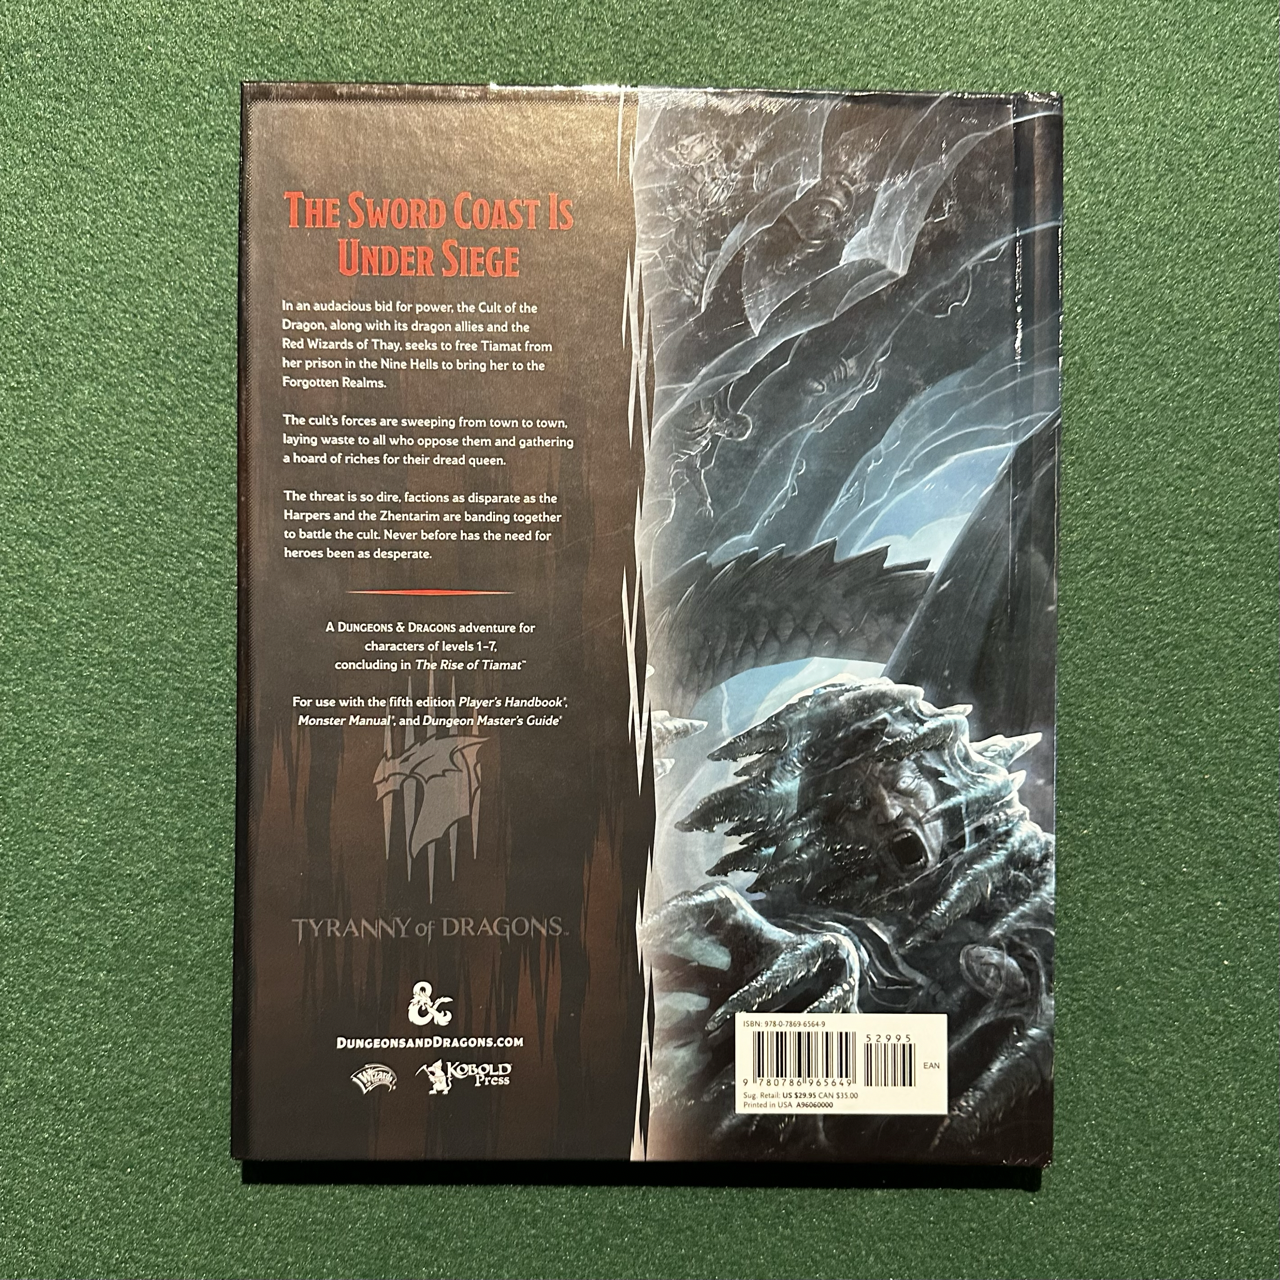 THE SWORD COAST IS
UNDER SIEGE
In an audacious bid for power, the Cult of the
Dragon, along with its dragon allies and the
Red Wizards of Thay, seeks to free Tiamat from
her prison in the Nine Hells to bring her to the
Forgotten Realms.
The cult's forces are sweeping from town to town,
laying waste to all who oppose them and gathering
a hoard of riches for their dread queen.
The threat is so dire, factions as disparate as the
Harpers and the Zhentarim are banding together
to battle the cult. Never before has the need for
heroes been as desperate.
A DUNGEONS & DRAGONS adventure for
characters of levels 1–7,
concluding in The Rise of Tiamat™
For use with the fifth edition Player's Handbook®,
Monster Manual®, and Dungeon Master's Guide®
TYRANNY of DRAGONS™
&
DUNGEONSANDDRAGONS.COM
Wizards
KOBOLD
Press
ISBN: 978-0-7869-6564-9
5 2 9 9 5
EAN
9 780786 965649
Sug. Retail: US $29.95 CAN $35.00
Printed in USA A96060000